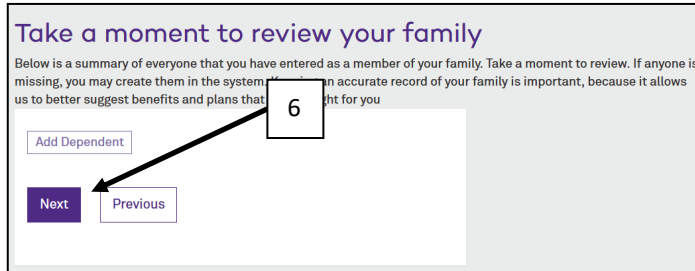 Take a moment to review your family
Below is a summary of everyone that you have entered as a member of your family. Take a moment to review. If anyone is
missing, you may create them in the system. an accurate record of your family is important, because it allows
us to better suggest benefits and plans that for you
6
Add Dependent
Next Previous